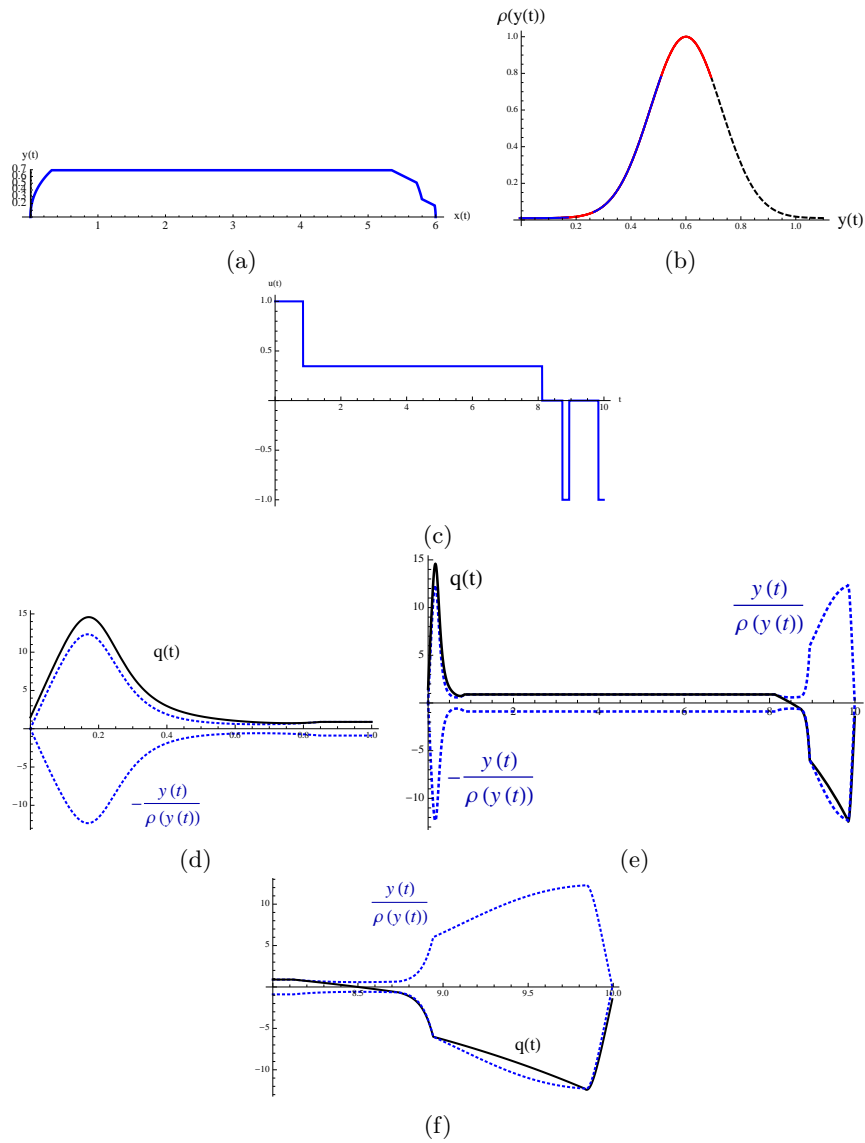 y(t)
0.7
0.6
0.5
0.4
0.3
0.2
1 2 3 4 5 6
x(t)
(a)
ρ(y(t))
1.0
0.8
0.6
0.4
0.2
0.2 0.4 0.6 0.8 1.0
y(t)
(b)
u(t)
1.0
0.5
2 4 6 8 10
t
−0.5
−1.0
(c)
15
10
5
q(t)
0.2 0.4 0.6 0.8 1.0
−5
−10
− y(t) / ρ(y(t))
(d)
15
10
5
q(t)
y(t) / ρ(y(t))
2 4 6 8 10
−5
−10
− y(t) / ρ(y(t))
(e)
10
5
y(t) / ρ(y(t))
8.5 9.0 9.5 10.0
−5
−10
q(t)
(f)